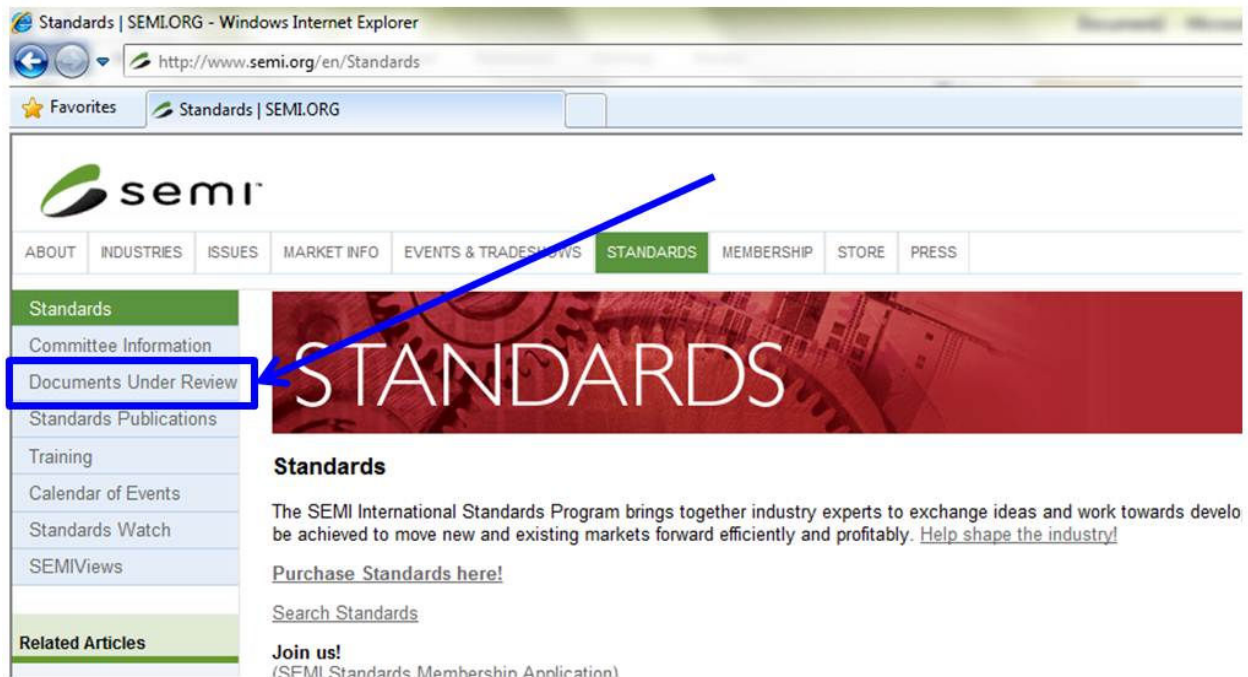 Standards | SEMI.ORG - Windows Internet Explorer
http://www.semi.org/en/Standards
Favorites
Standards | SEMI.ORG
semi
ABOUT INDUSTRIES ISSUES MARKET INFO EVENTS & TRADESHOWS STANDARDS MEMBERSHIP STORE PRESS
Standards
Committee Information
Documents Under Review
Standards Publications
Training
Calendar of Events
Standards Watch
SEMIViews
Related Articles
STANDARDS
Standards
The SEMI International Standards Program brings together industry experts to exchange ideas and work towards develo
be achieved to move new and existing markets forward efficiently and profitably. Help shape the industry!
Purchase Standards here!
Search Standards
Join us!
(SEMI Standards Membership Application)